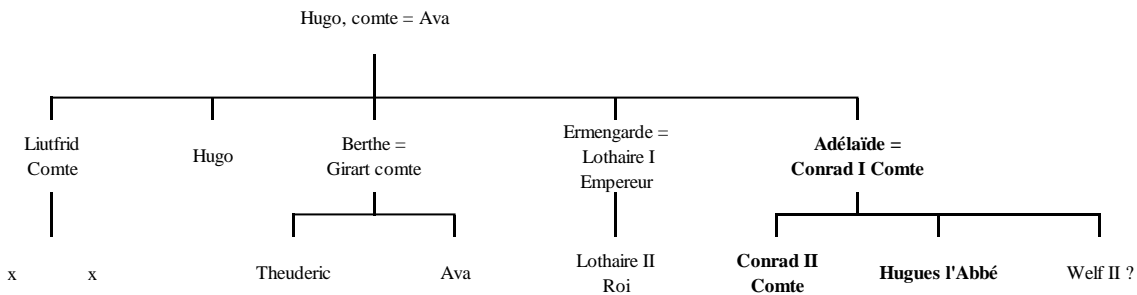 Hugo, comte = Ava
Liutfrid
Comte
Hugo
Berthe =
Girart comte
Ermengarde =
Lothaire I
Empereur
Adélaïde =
Conrad I Comte
x
x
Theuderic
Ava
Lothaire II
Roi
Conrad II
Comte
Hugues l'Abbé
Welf II ?